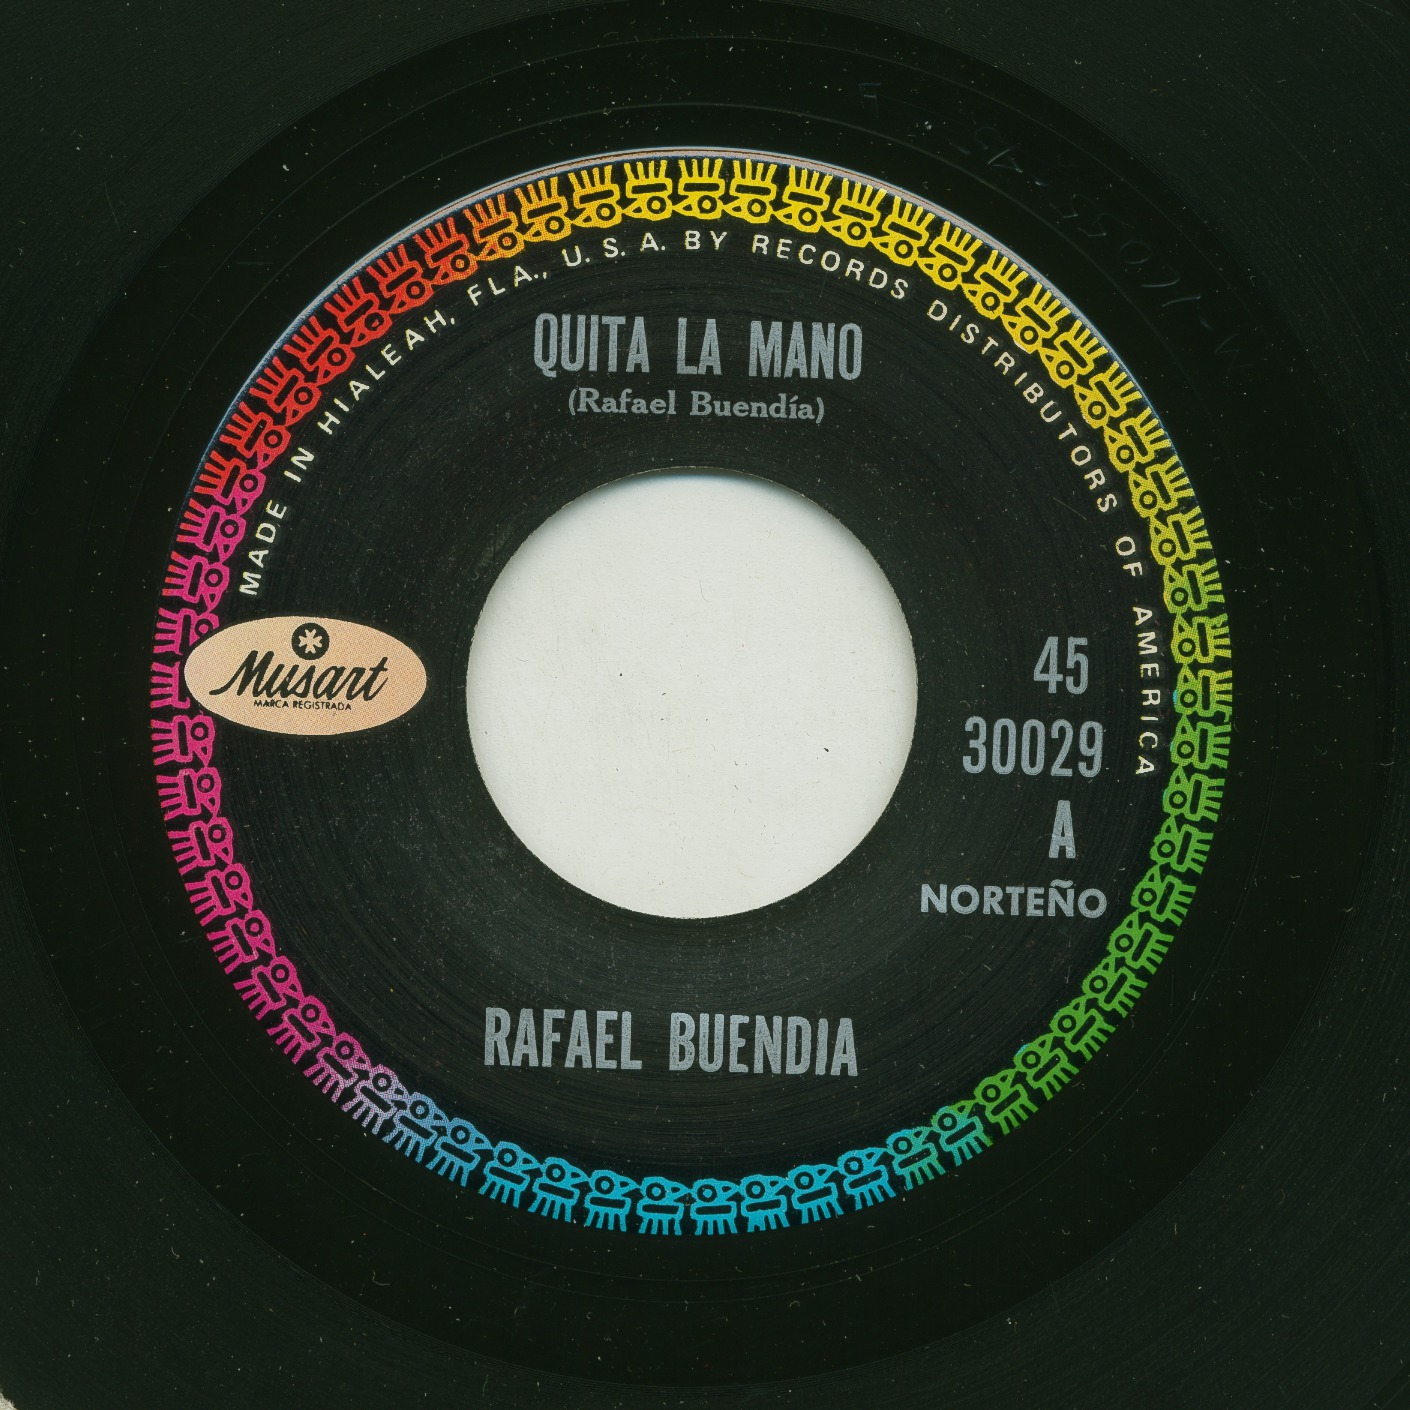 MADE IN HIALEAH, FLA., U.S.A. BY RECORDS DISTRIBUTORS OF AMERICA
QUITA LA MANO
(Rafael Buendía)
Musart
MARCA REGISTRADA
45
30029
A
NORTEÑO
RAFAEL BUENDIA